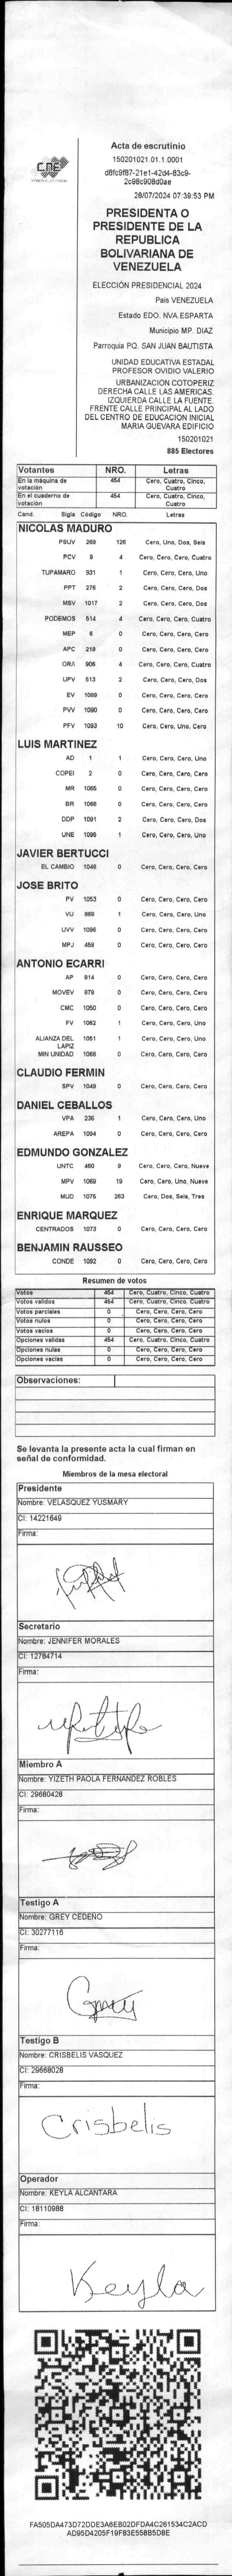 CNE
Acta de escrutinio
150201021.01.1.0001
d8fc9f87-21e1-42d4-83c9-
2c98c908d0ae
28/07/2024 07:39:53 PM
PRESIDENTA O
PRESIDENTE DE LA
REPUBLICA
BOLIVARIANA DE
VENEZUELA
ELECCIÓN PRESIDENCIAL 2024
Pais VENEZUELA
Estado EDO. NVA.ESPARTA
Municipio MP. DIAZ
Parroquia PQ. SAN JUAN BAUTISTA
UNIDAD EDUCATIVA ESTADAL
PROFESOR OVIDIO VALERIO
URBANIZACION COTOPERIZ
DERECHA CALLE LAS AMERICAS.
IZQUIERDA CALLE LA FUENTE.
FRENTE CALLE PRINCIPAL AL LADO
DEL CENTRO DE EDUCACION INICIAL
MARIA GUEVARA EDIFICIO
150201021
885 Electores
Votantes NRO. Letras
En la máquina de votación 454 Cero, Cuatro, Cinco, Cuatro
En el cuaderno de votación 454 Cero, Cuatro, Cinco, Cuatro
Cand. Sigla Código NRO. Letras
NICOLAS MADURO
PSUV 269 126 Cero, Uno, Dos, Seis
PCV 9 4 Cero, Cero, Cero, Cuatro
TUPAMARO 931 1 Cero, Cero, Cero, Uno
PPT 276 2 Cero, Cero, Cero, Dos
MSV 1017 2 Cero, Cero, Cero, Dos
PODEMOS 514 4 Cero, Cero, Cero, Cuatro
MEP 6 0 Cero, Cero, Cero, Cero
APC 219 0 Cero, Cero, Cero, Cero
ORA 906 4 Cero, Cero, Cero, Cuatro
UPV 513 2 Cero, Cero, Cero, Dos
EV 1089 0 Cero, Cero, Cero, Cero
PVV 1090 0 Cero, Cero, Cero, Cero
PFV 1093 10 Cero, Cero, Uno, Cero
LUIS MARTINEZ
AD 1 1 Cero, Cero, Cero, Uno
COPEI 2 0 Cero, Cero, Cero, Cero
MR 1065 0 Cero, Cero, Cero, Cero
BR 1066 0 Cero, Cero, Cero, Cero
DDP 1091 2 Cero, Cero, Cero, Dos
UNE 1095 1 Cero, Cero, Cero, Uno
JAVIER BERTUCCI
EL CAMBIO 1048 0 Cero, Cero, Cero, Cero
JOSE BRITO
PV 1053 0 Cero, Cero, Cero, Cero
VU 969 1 Cero, Cero, Cero, Uno
UVV 1096 0 Cero, Cero, Cero, Cero
MPJ 458 0 Cero, Cero, Cero, Cero
ANTONIO ECARRI
AP 914 0 Cero, Cero, Cero, Cero
MOVEV 979 0 Cero, Cero, Cero, Cero
CMC 1050 0 Cero, Cero, Cero, Cero
FV 1062 1 Cero, Cero, Cero, Uno
ALIANZA DEL LAPIZ 1051 1 Cero, Cero, Cero, Uno
MIN UNIDAD 1068 0 Cero, Cero, Cero, Cero
CLAUDIO FERMIN
SPV 1049 0 Cero, Cero, Cero, Cero
DANIEL CEBALLOS
VPA 236 1 Cero, Cero, Cero, Uno
AREPA 1094 0 Cero, Cero, Cero, Cero
EDMUNDO GONZALEZ
UNTC 460 9 Cero, Cero, Cero, Nueve
MPV 1069 19 Cero, Cero, Uno, Nueve
MUD 1076 263 Cero, Dos, Seis, Tres
ENRIQUE MARQUEZ
CENTRADOS 1073 0 Cero, Cero, Cero, Cero
BENJAMIN RAUSSEO
CONDE 1092 0 Cero, Cero, Cero, Cero
Resumen de votos
Votos 454 Cero, Cuatro, Cinco, Cuatro
Votos validos 454 Cero, Cuatro, Cinco, Cuatro
Votos parciales 0 Cero, Cero, Cero, Cero
Votos nulos 0 Cero, Cero, Cero, Cero
Votos vacios 0 Cero, Cero, Cero, Cero
Opciones validas 454 Cero, Cuatro, Cinco, Cuatro
Opciones nulas 0 Cero, Cero, Cero, Cero
Opciones vacias 0 Cero, Cero, Cero, Cero
Observaciones:
Se levanta la presente acta la cual firman en
señal de conformidad.
Miembros de la mesa electoral
Presidente
Nombre: VELASQUEZ YUSMARY
CI: 14221649
Firma:
Secretario
Nombre: JENNIFER MORALES
CI: 12784714
Firma:
Miembro A
Nombre: YIZETH PAOLA FERNANDEZ ROBLES
CI: 29680428
Firma:
Testigo A
Nombre: GREY CEDEÑO
CI: 30277116
Firma:
Grey
Testigo B
Nombre: CRISBELIS VASQUEZ
CI: 29668028
Firma:
Crisbelis
Operador
Nombre: KEYLA ALCANTARA
CI: 18110988
Firma:
Keyla
FA505DA473D72DDE3A6EB02DFDA4C261534C2ACD
AD95D4205F19F83E558B5D8E